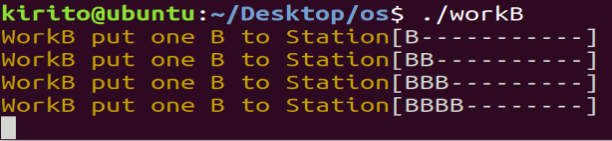 kirito@ubuntu:~/Desktop/os$ ./workB
WorkB put one B to Station[B-----------]
WorkB put one B to Station[BB----------]
WorkB put one B to Station[BBB---------]
WorkB put one B to Station[BBBB--------]